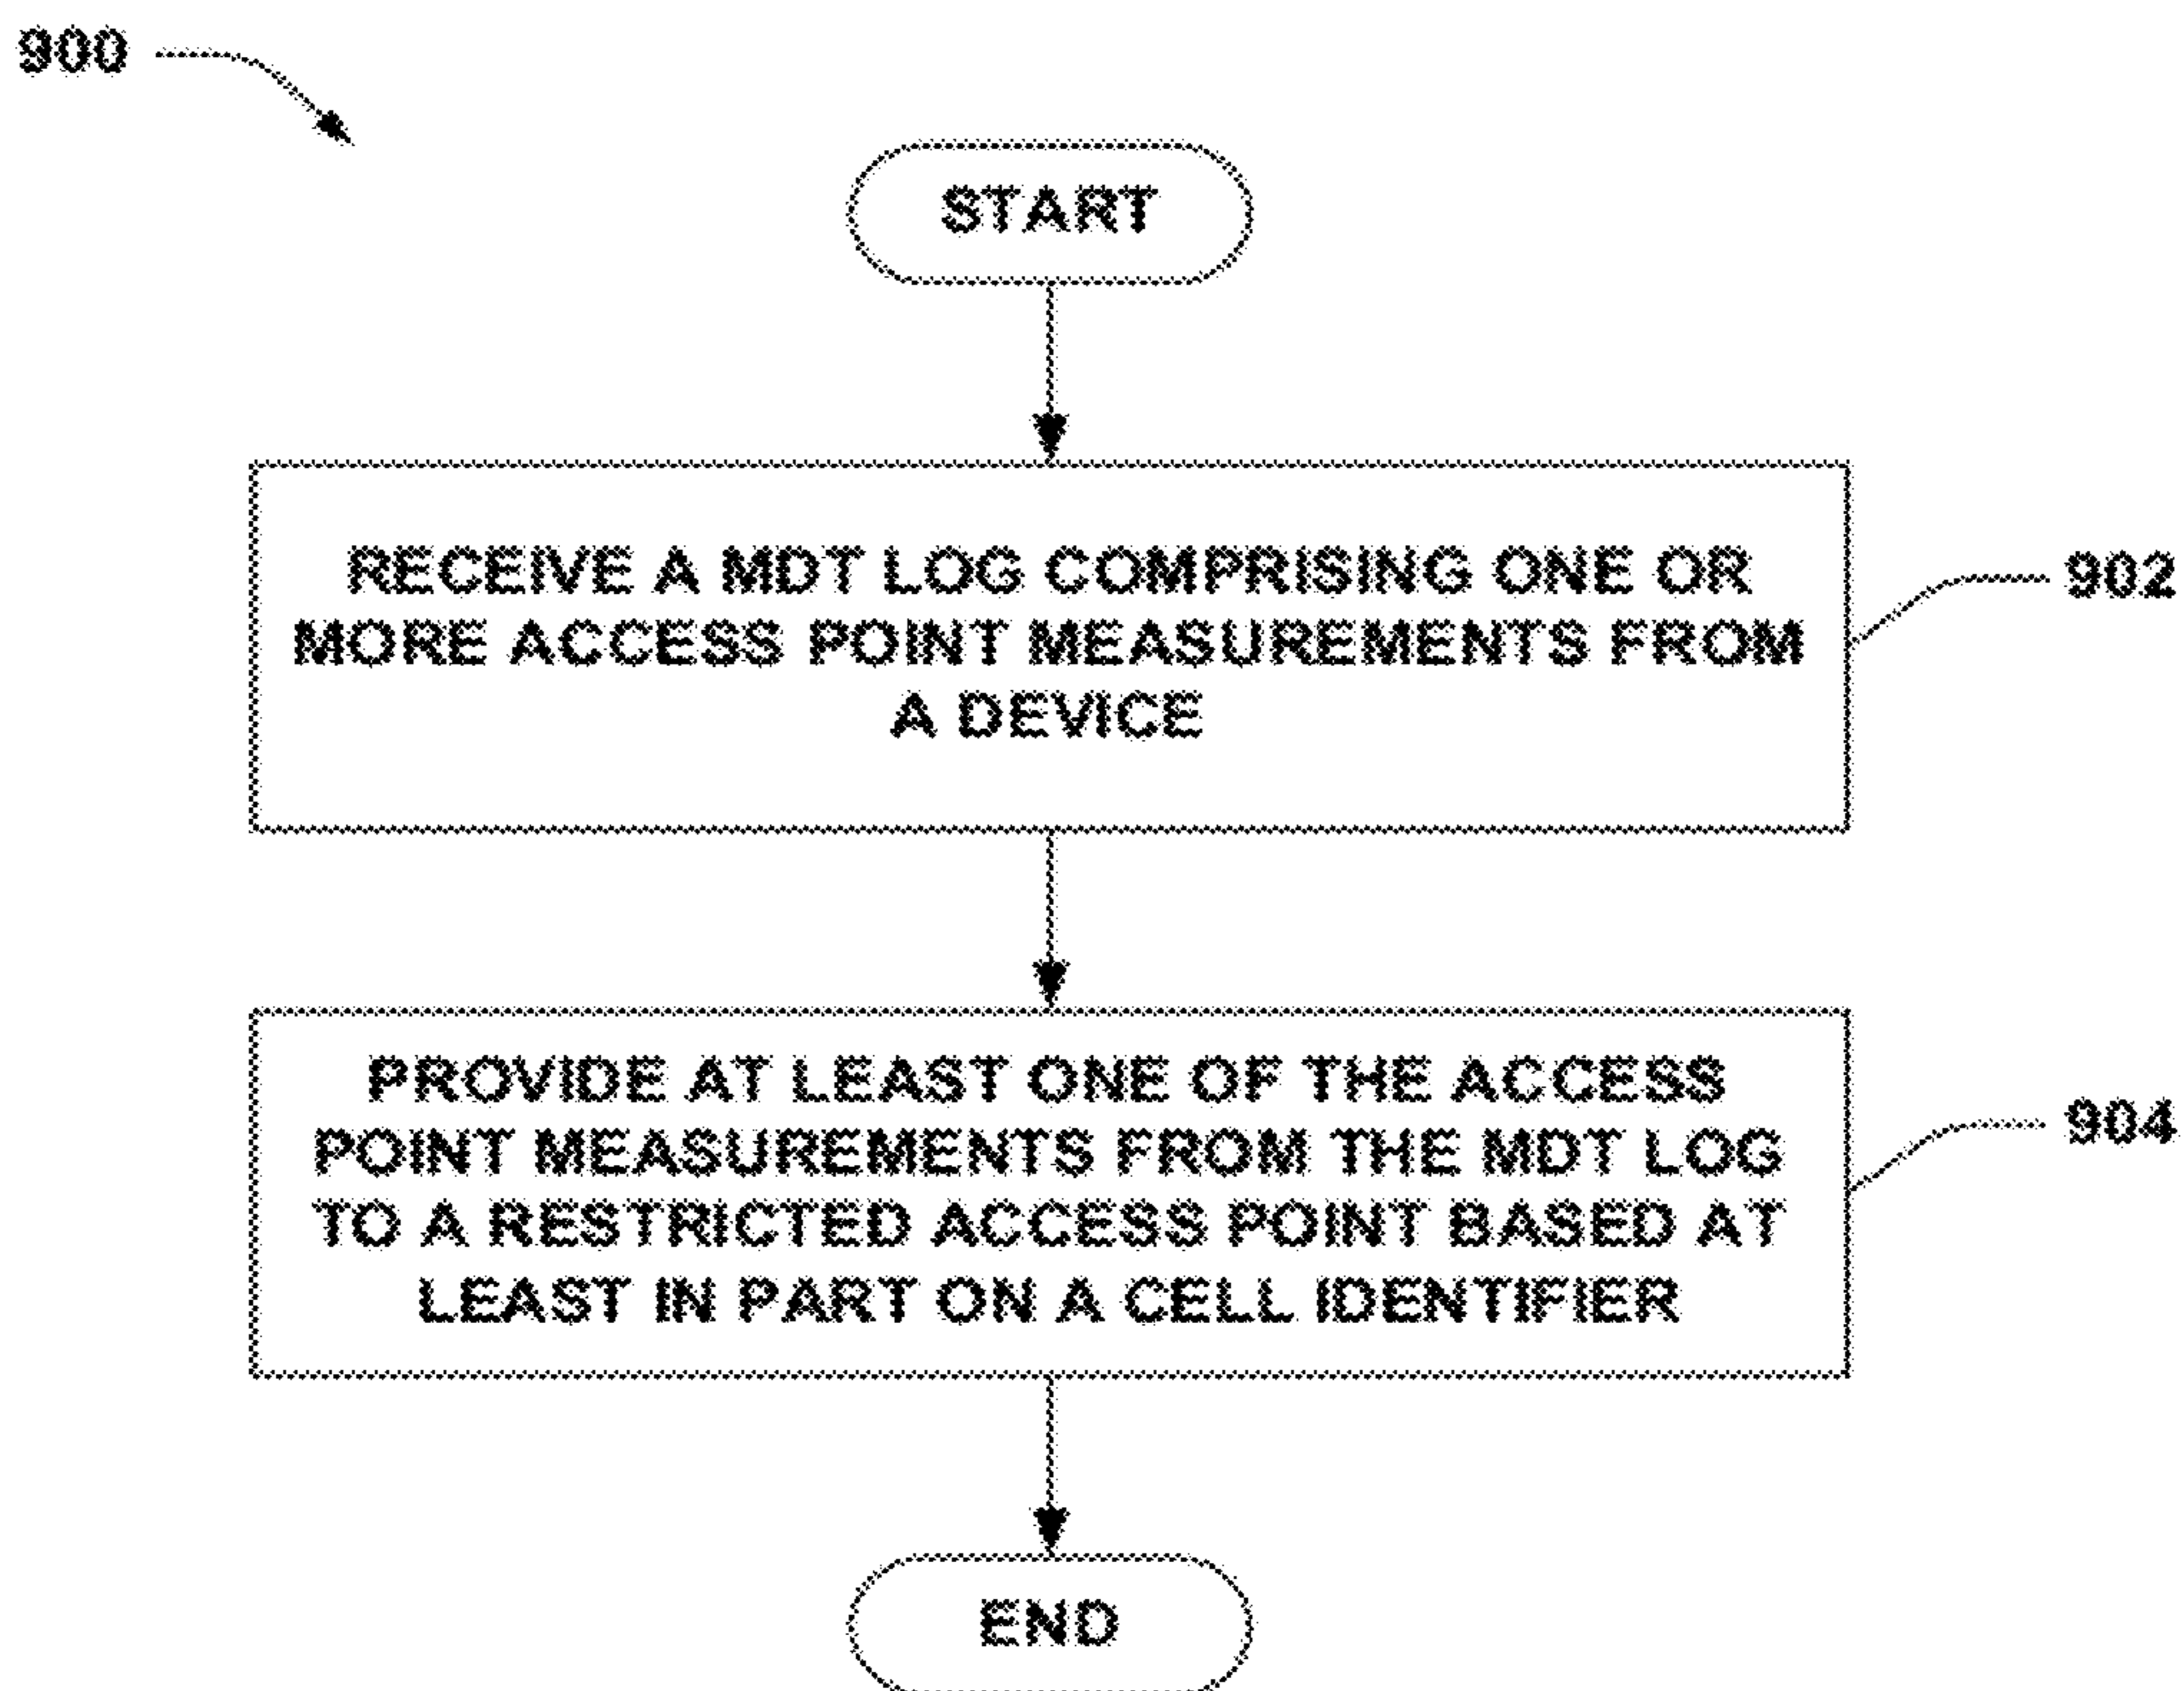 900
START
RECEIVE A MDT LOG COMPRISING ONE OR
MORE ACCESS POINT MEASUREMENTS FROM
A DEVICE
902
PROVIDE AT LEAST ONE OF THE ACCESS
POINT MEASUREMENTS FROM THE MDT LOG
TO A RESTRICTED ACCESS POINT BASED AT
LEAST IN PART ON A CELL IDENTIFIER
904
END